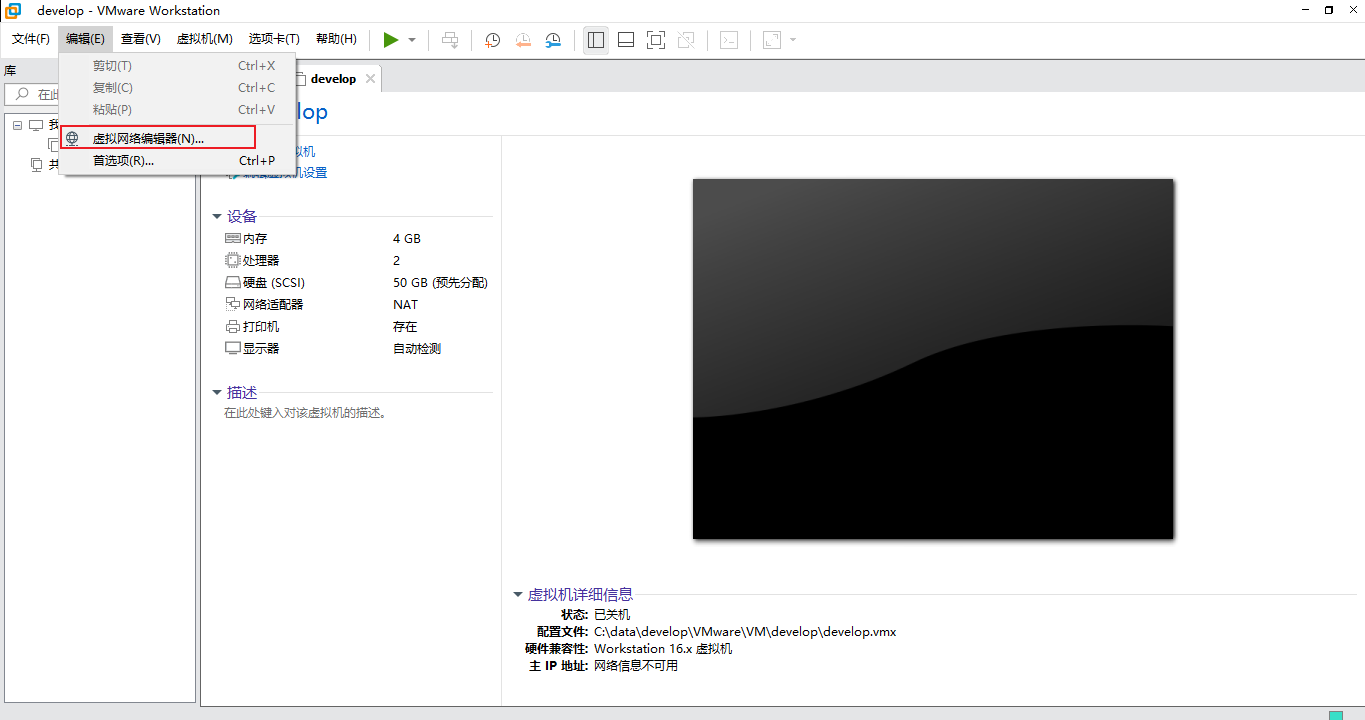 develop - VMware Workstation
文件(F) 编辑(E) 查看(V) 虚拟机(M) 选项卡(T) 帮助(H)
库
在此
剪切(T) Ctrl+X
复制(C) Ctrl+C
粘贴(P) Ctrl+V
虚拟网络编辑器(N)...
首选项(R)... Ctrl+P
我
共
develop
lop
拟机
编辑虚拟机设置
设备
内存 4 GB
处理器 2
硬盘 (SCSI) 50 GB (预先分配)
网络适配器 NAT
打印机 存在
显示器 自动检测
描述
在此处键入对该虚拟机的描述。
虚拟机详细信息
状态: 已关机
配置文件: C:\data\develop\VMware\VM\develop\develop.vmx
硬件兼容性: Workstation 16.x 虚拟机
主 IP 地址: 网络信息不可用